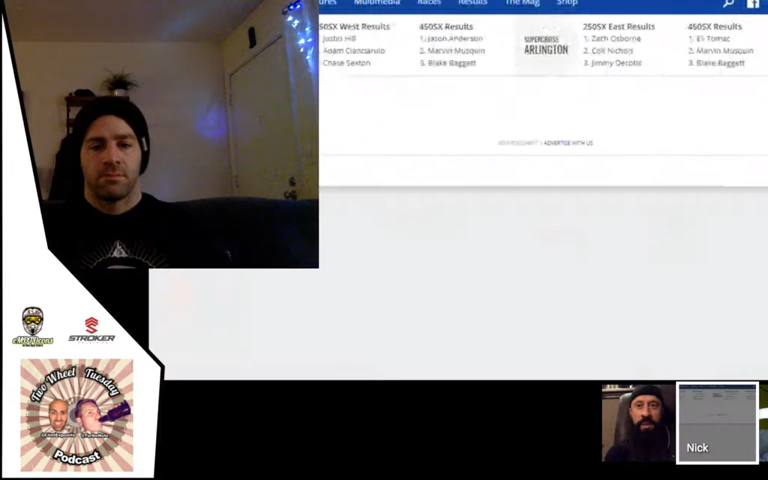 Multimedia Races Results The Mag Shop
50SX West Results
Justin Hill
Adam Cianciarulo
Chase Sexton
450SX Results
1. Jason Anderson
2. Marvin Musquin
3. Blake Baggett
SUPERCROSS
ARLINGTON
250SX East Results
1. Zach Osborne
2. Colt Nichols
3. Jimmy Decotis
450SX Results
1. Eli Tomac
2. Marvin Musquin
3. Blake Baggett
ADVERTISE WITH US
STROKER
Two Wheel Tuesday
Podcast
Nick